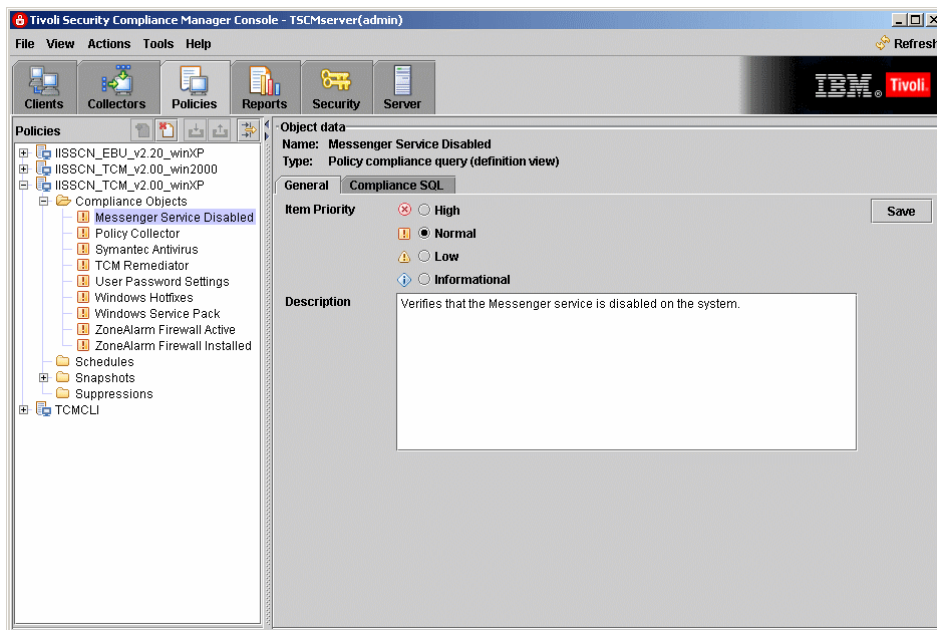 Tivoli Security Compliance Manager Console - TSCMserver(admin)
File View Actions Tools Help
Refresh
Clients Collectors Policies Reports Security Server
IBM® Tivoli.
Policies
IISSCN_EBU_v2.20_winXP
IISSCN_TCM_v2.00_win2000
IISSCN_TCM_v2.00_winXP
Compliance Objects
Messenger Service Disabled
Policy Collector
Symantec Antivirus
TCM Remediator
User Password Settings
Windows Hotfixes
Windows Service Pack
ZoneAlarm Firewall Active
ZoneAlarm Firewall Installed
Schedules
Snapshots
Suppressions
TCMCLI
Object data
Name: Messenger Service Disabled
Type: Policy compliance query (definition view)
General Compliance SQL
Item Priority
High
Normal
Low
Informational
Save
Description
Verifies that the Messenger service is disabled on the system.